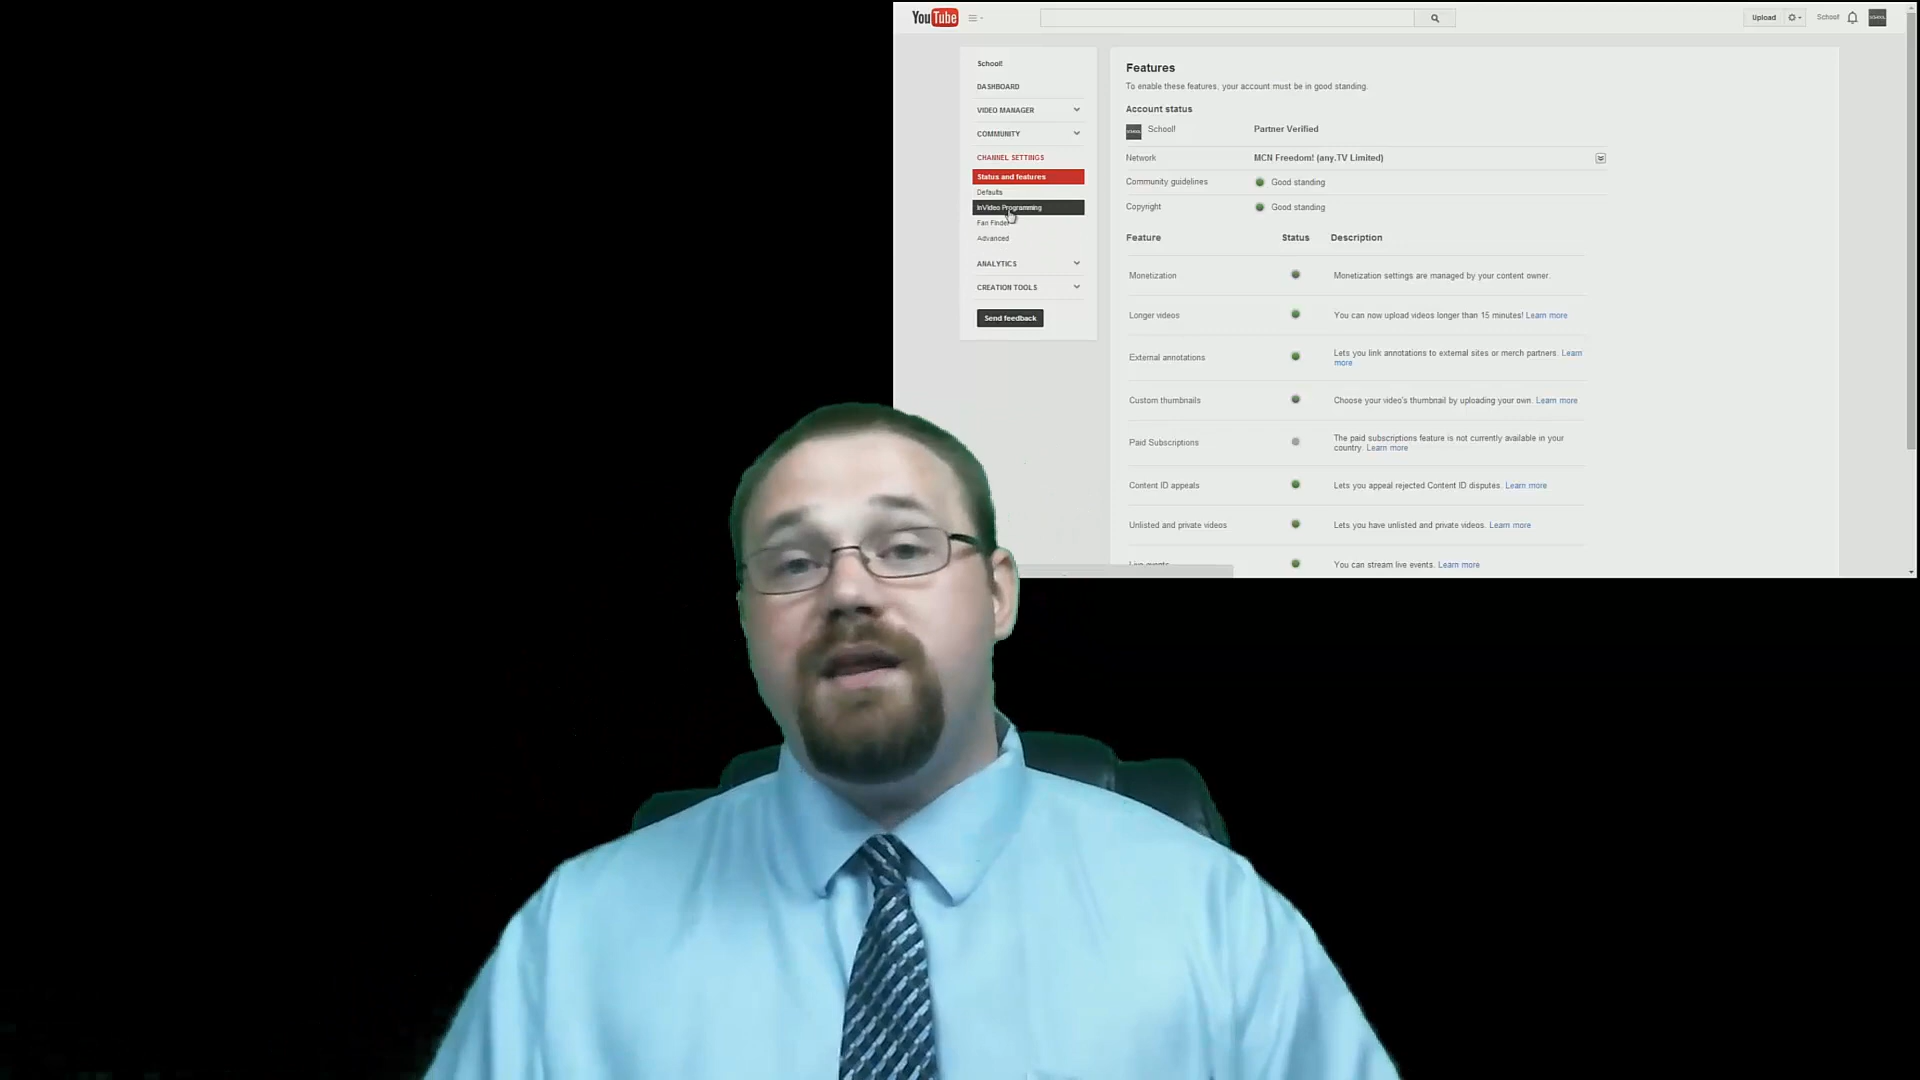 YouTube
Upload
School!
School!
DASHBOARD
VIDEO MANAGER
COMMUNITY
CHANNEL SETTINGS
Status and features
Defaults
InVideo Programming
Fan Finder
Advanced
ANALYTICS
CREATION TOOLS
Send feedback
Features
To enable these features, your account must be in good standing.
Account status
School! Partner Verified
Network MCN Freedom! (any.TV Limited)
Community guidelines Good standing
Copyright Good standing
Feature Status Description
Monetization Monetization settings are managed by your content owner.
Longer videos You can now upload videos longer than 15 minutes! Learn more
External annotations Lets you link annotations to external sites or merch partners. Learn
more
Custom thumbnails Choose your video's thumbnail by uploading your own. Learn more
Paid Subscriptions The paid subscriptions feature is not currently available in your
country. Learn more
Content ID appeals Lets you appeal rejected Content ID disputes. Learn more
Unlisted and private videos Lets you have unlisted and private videos. Learn more
Live events You can stream live events. Learn more